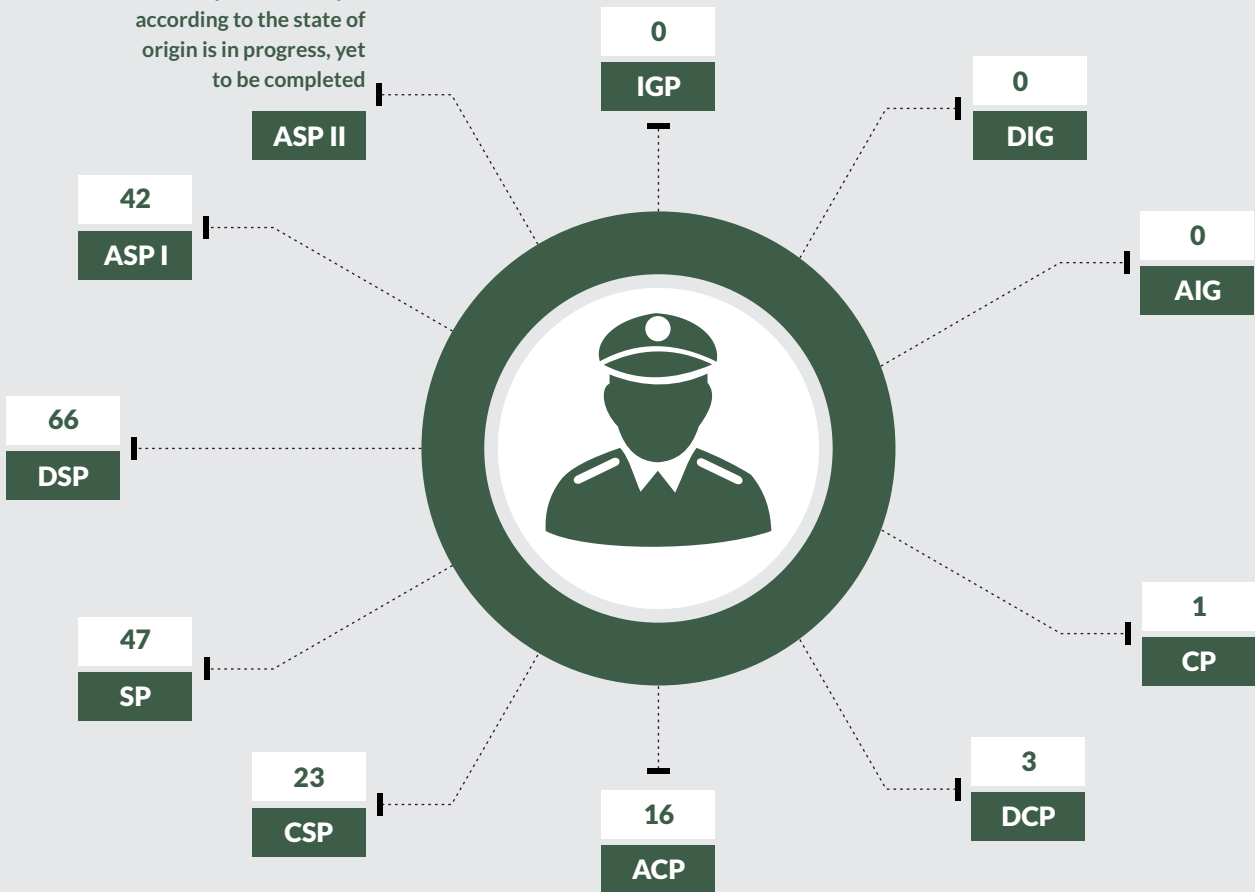 according to the state of
origin is in progress, yet
to be completed
ASP II
0
IGP
0
DIG
0
AIG
1
CP
3
DCP
16
ACP
23
CSP
47
SP
66
DSP
42
ASP I